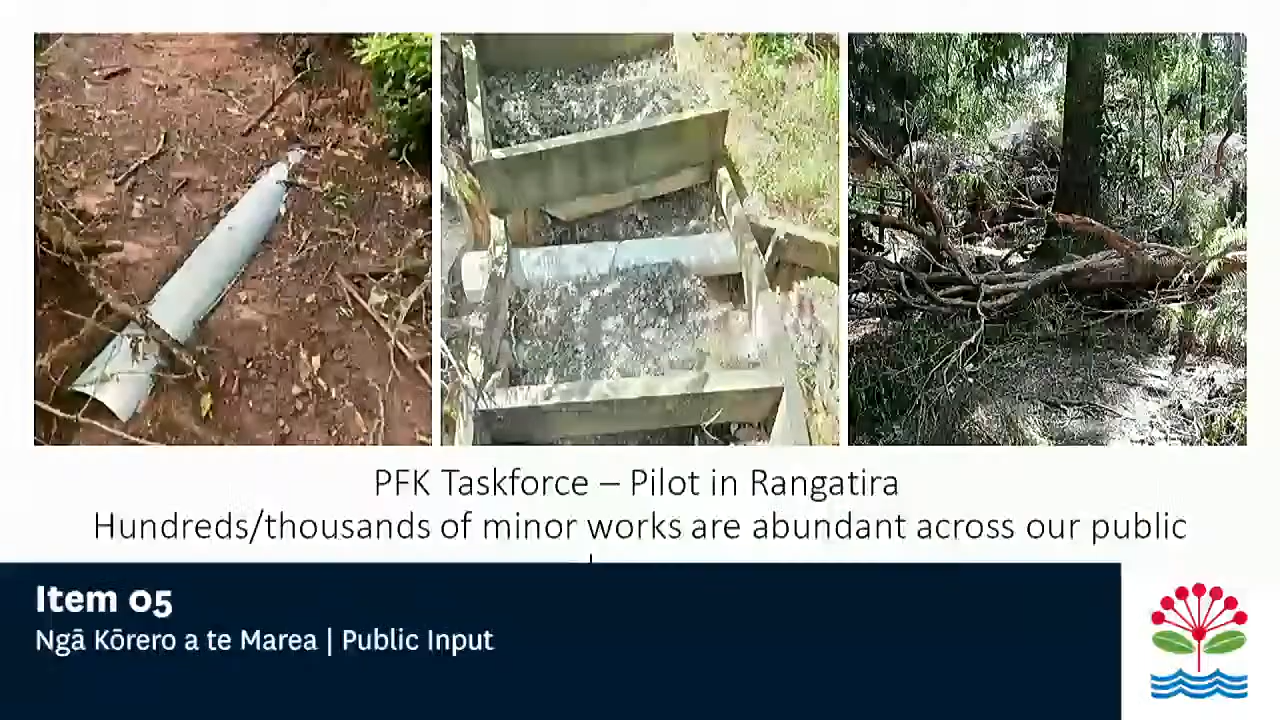 PFK Taskforce – Pilot in Rangatira
Hundreds/thousands of minor works are abundant across our public
Item 05
Ngā Kōrero a te Marea | Public Input